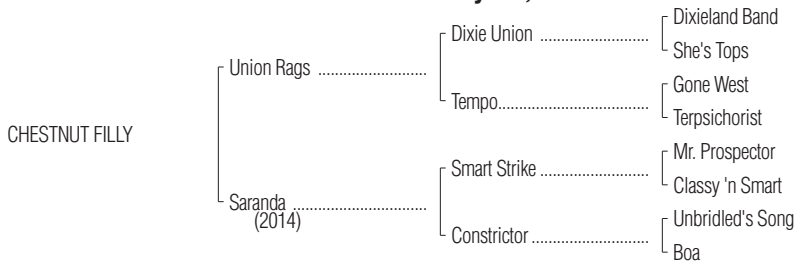 Dixieland Band
Dixie Union
She's Tops
Union Rags
Gone West
Tempo
Terpsichorist
CHESTNUT FILLY
Mr. Prospector
Smart Strike
Classy 'n Smart
Saranda
(2014)
Unbridled's Song
Constrictor
Boa